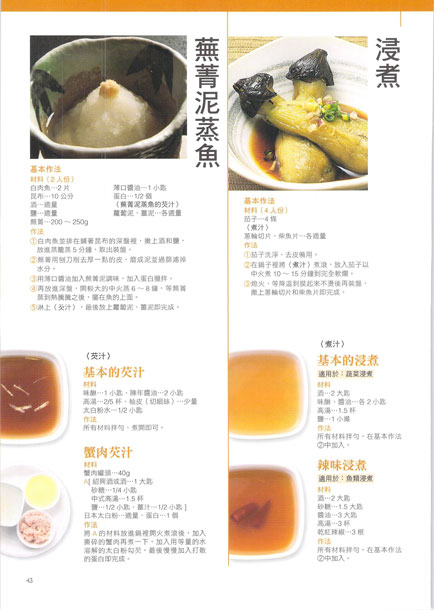 蕪菁泥蒸魚
基本作法
材料(2人份)
白肉魚…2片
昆布…10公分
酒…適量
鹽…適量
蕪菁…200～250g
薄口醬油…1小匙
蛋白…1/2個
〈蕪菁泥蒸魚的芡汁〉
蘿蔔泥、薑泥…各適量
作法
①白肉魚並排在鋪著昆布的深盤裡，撒上酒和鹽，
放進蒸籠蒸5分鐘，取出裝盤。
②蕪菁用刨刀刨去厚一點的皮，磨成泥並過篩濾掉
水分。
③用薄口醬油加入蕪菁泥調味，加入蛋白攪拌。
④再放進深盤，開較大的中火蒸6～8鐘，等蕪菁
蒸到熱騰騰之後，擺在魚的上面。
⑤淋上〈芡汁〉，最後放上蘿蔔泥、薑泥即完成。
〈芡汁〉
基本的芡汁
材料
味醂…1小匙、陳年醬油…2小匙
高湯…2/5杯、柚皮(切細絲)…少量
太白粉水…1/2小匙
作法
所有材料拌勻，煮開即可。
蟹肉芡汁
材料
蟹肉罐頭…40g
A[紹興酒或酒…1大匙
砂糖…1/4小匙
中式高湯…1.5杯
鹽…1/2小匙、薑汁…1/2小匙]
日本太白粉…適量、蛋白…1個
作法
將A的材料放進鍋裡開火煮滾後，加入
撕碎的蟹肉再煮一下，加入用等量的水
溶解的太白粉勾芡，最後慢慢加入打散
的蛋白即完成。
43
浸煮
基本作法
材料(4人份)
茄子…4條
〈煮汁〉
蔥輪切片、柴魚片…各適量
作法
①茄子洗淨、去皮備用。
②在鍋子裡將〈煮汁〉煮滾，放入茄子以
中火煮10～15分鐘到完全軟爛。
③熄火，等降溫到摸起來不燙後再裝盤，
撒上蔥輪切片和柴魚片即完成。
〈煮汁〉
基本的浸煮
適用於：蔬菜浸煮
材料
酒…2大匙
味醂、醬油…各2小匙
高湯…1.5杯
鹽…1小撮
作法
所有材料拌勻，在基本作法
②中加入。
辣味浸煮
適用於：魚類浸煮
材料
酒…2大匙
砂糖…1.5大匙
醬油…3大匙
高湯…3杯
乾紅辣椒…3根
作法
所有材料拌勻，在基本作法
②中加入。